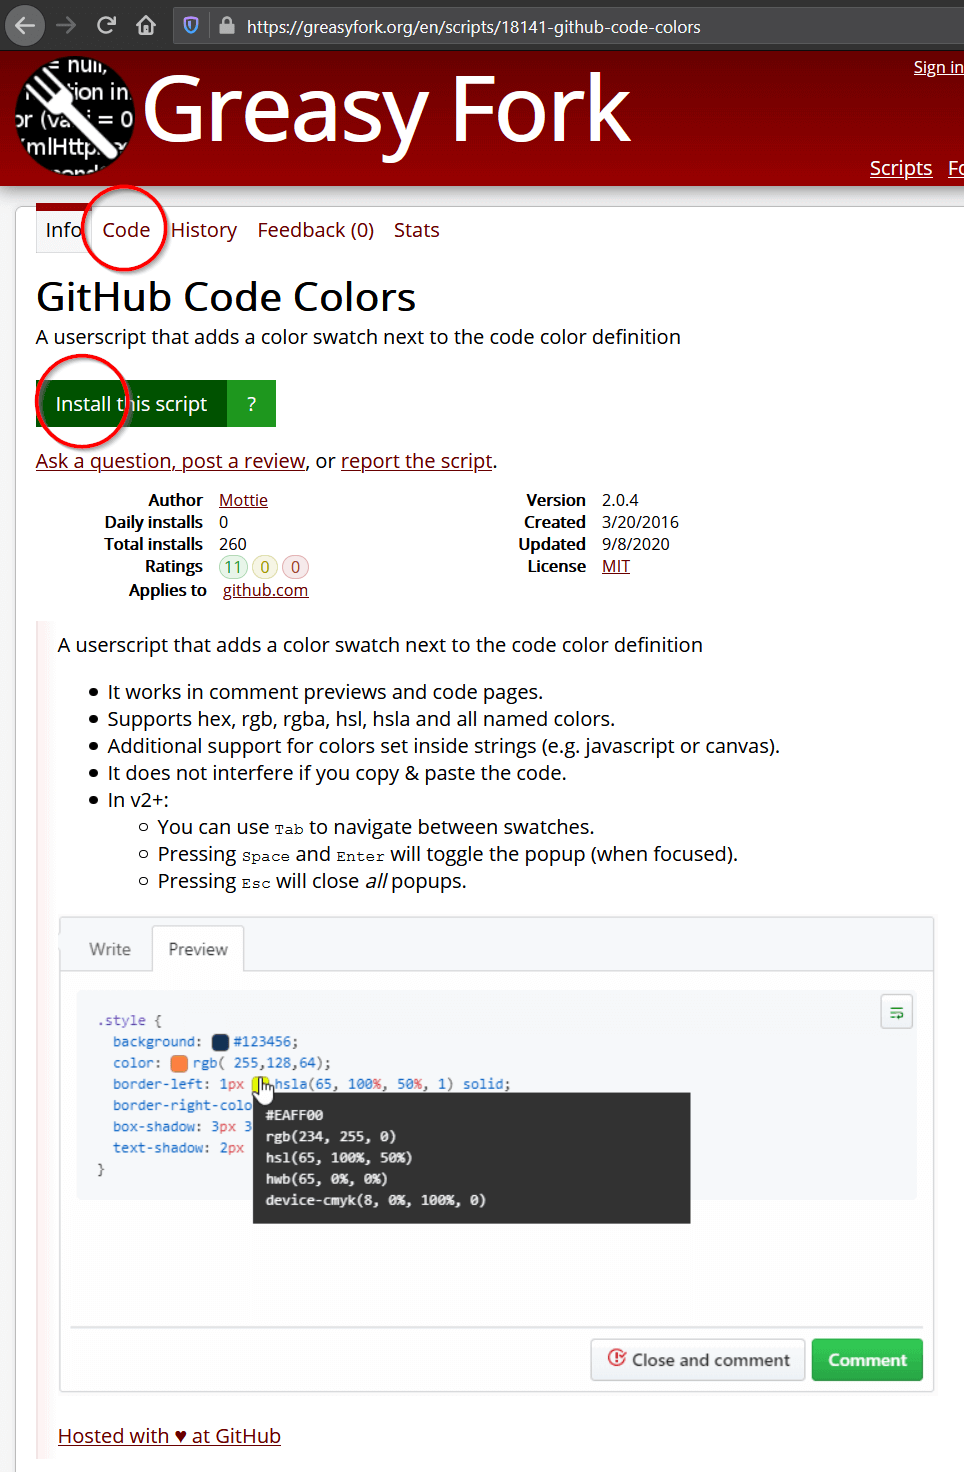 https://greasyfork.org/en/scripts/18141-github-code-colors
= null,
tion in
or (va i = 0
mlHttp
Greasy Fork
Sign in
Scripts Fo
Info Code History Feedback (0) Stats
GitHub Code Colors
A userscript that adds a color swatch next to the code color definition
Install this script ?
Ask a question, post a review, or report the script.
Author Mottie Version 2.0.4
Daily installs 0 Created 3/20/2016
Total installs 260 Updated 9/8/2020
Ratings 11 0 0 License MIT
Applies to github.com
A userscript that adds a color swatch next to the code color definition
It works in comment previews and code pages.
Supports hex, rgb, rgba, hsl, hsla and all named colors.
Additional support for colors set inside strings (e.g. javascript or canvas).
It does not interfere if you copy & paste the code.
In v2+:
You can use Tab to navigate between swatches.
Pressing Space and Enter will toggle the popup (when focused).
Pressing Esc will close all popups.
Write Preview
.style {
background: #123456;
color: rgb( 255,128,64);
border-left: 1px hsla(65, 100%, 50%, 1) solid;
border-right-colo
box-shadow: 3px 3
text-shadow: 2px
}
#EAFF00
rgb(234, 255, 0)
hsl(65, 100%, 50%)
hwb(65, 0%, 0%)
device-cmyk(8, 0%, 100%, 0)
Close and comment Comment
Hosted with ♥ at GitHub